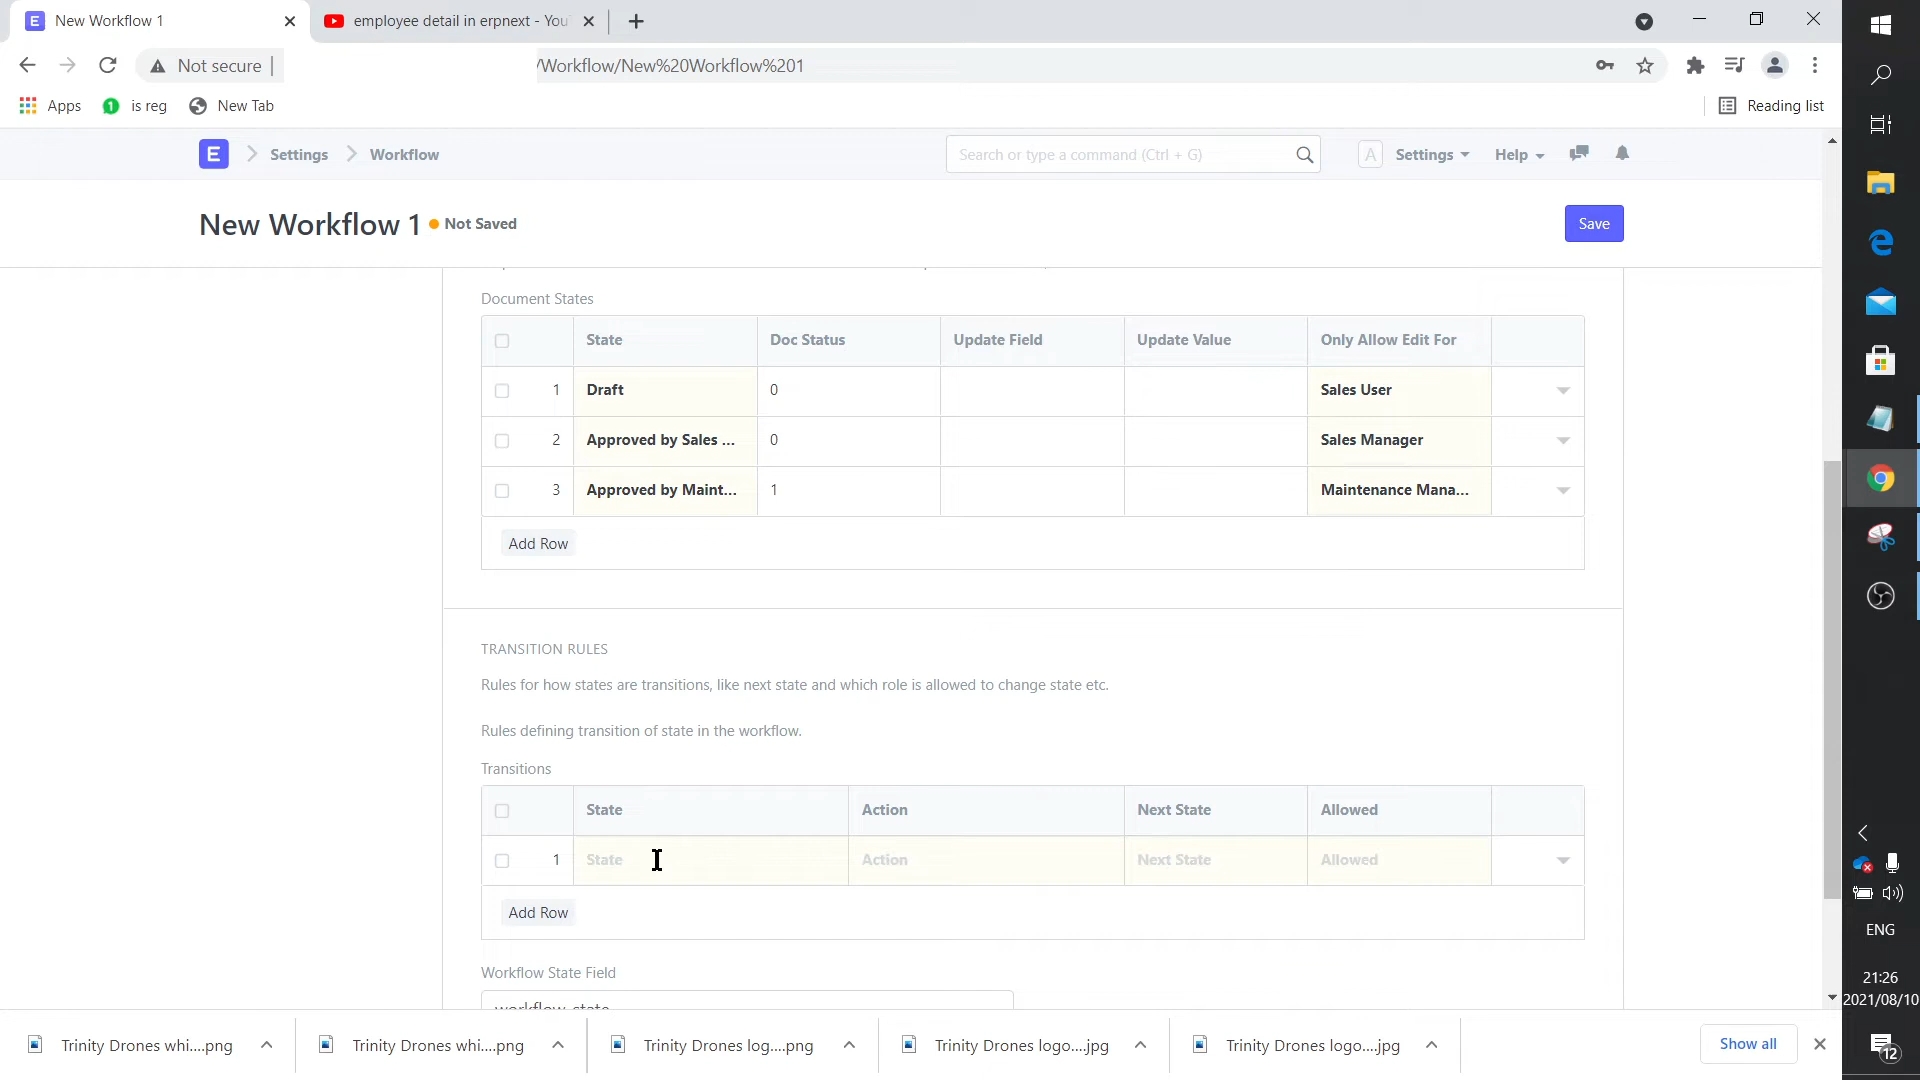 New Workflow 1
employee detail in erpnext - You
Not secure
/Workflow/New%20Workflow%201
Apps
1
is reg
New Tab
Reading list
E
Settings
Workflow
Search or type a command (Ctrl + G)
A
Settings
Help
New Workflow 1
Not Saved
Save
Document States
State Doc Status Update Field Update Value Only Allow Edit For
1 Draft 0 Sales User
2 Approved by Sales ... 0 Sales Manager
3 Approved by Maint... 1 Maintenance Mana...
Add Row
TRANSITION RULES
Rules for how states are transitions, like next state and which role is allowed to change state etc.
Rules defining transition of state in the workflow.
Transitions
State Action Next State Allowed
1 State Action Next State Allowed
Add Row
Workflow State Field
workflow_state
Trinity Drones whi....png
Trinity Drones whi....png
Trinity Drones log....png
Trinity Drones logo....jpg
Trinity Drones logo....jpg
Show all
ENG
21:26
2021/08/10
12